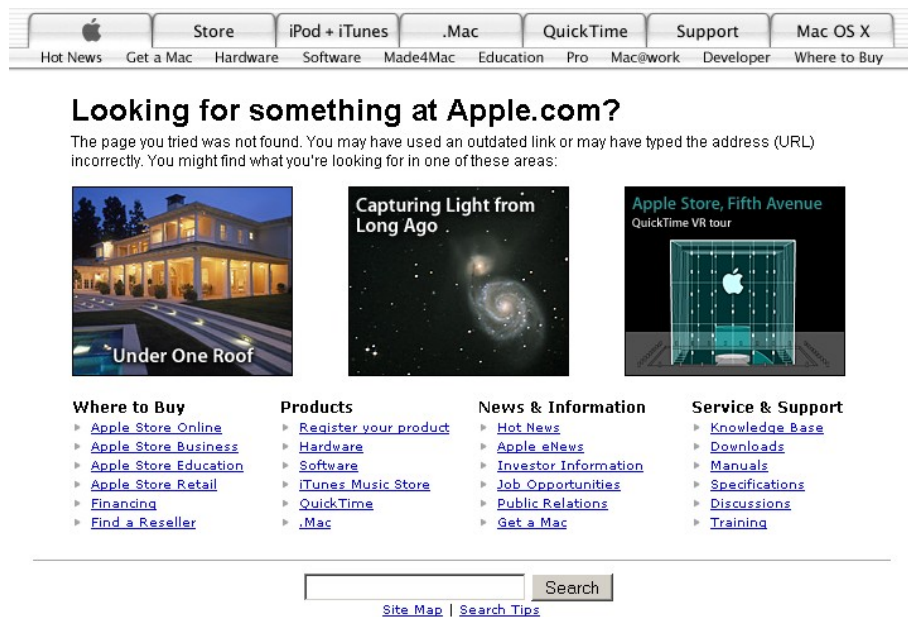 Store iPod + iTunes .Mac QuickTime Support Mac OS X
Hot News Get a Mac Hardware Software Made4Mac Education Pro Mac@work Developer Where to Buy
Looking for something at Apple.com?
The page you tried was not found. You may have used an outdated link or may have typed the address (URL)
incorrectly. You might find what you're looking for in one of these areas:
Under One Roof
Capturing Light from
Long Ago
Apple Store, Fifth Avenue
QuickTime VR tour
Where to Buy
Apple Store Online
Apple Store Business
Apple Store Education
Apple Store Retail
Financing
Find a Reseller
Products
Register your product
Hardware
Software
iTunes Music Store
QuickTime
.Mac
News & Information
Hot News
Apple eNews
Investor Information
Job Opportunities
Public Relations
Get a Mac
Service & Support
Knowledge Base
Downloads
Manuals
Specifications
Discussions
Training
Search
Site Map | Search Tips